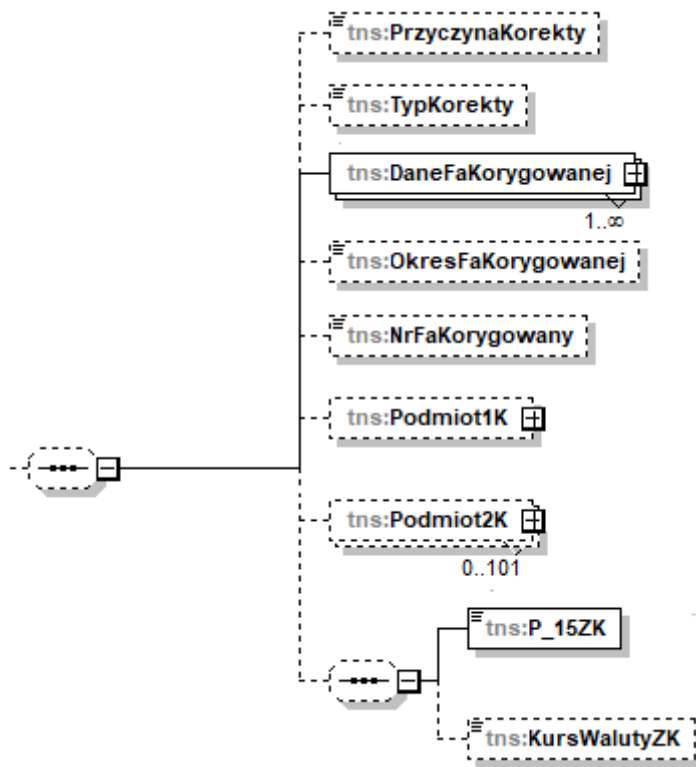 tns:PrzyczynaKorekty
tns:TypKorekty
tns:DaneFaKorygowanej
1..∞
tns:OkresFaKorygowanej
tns:NrFaKorygowany
tns:Podmiot1K
tns:Podmiot2K
0..101
tns:P_15ZK
tns:KursWalutyZK